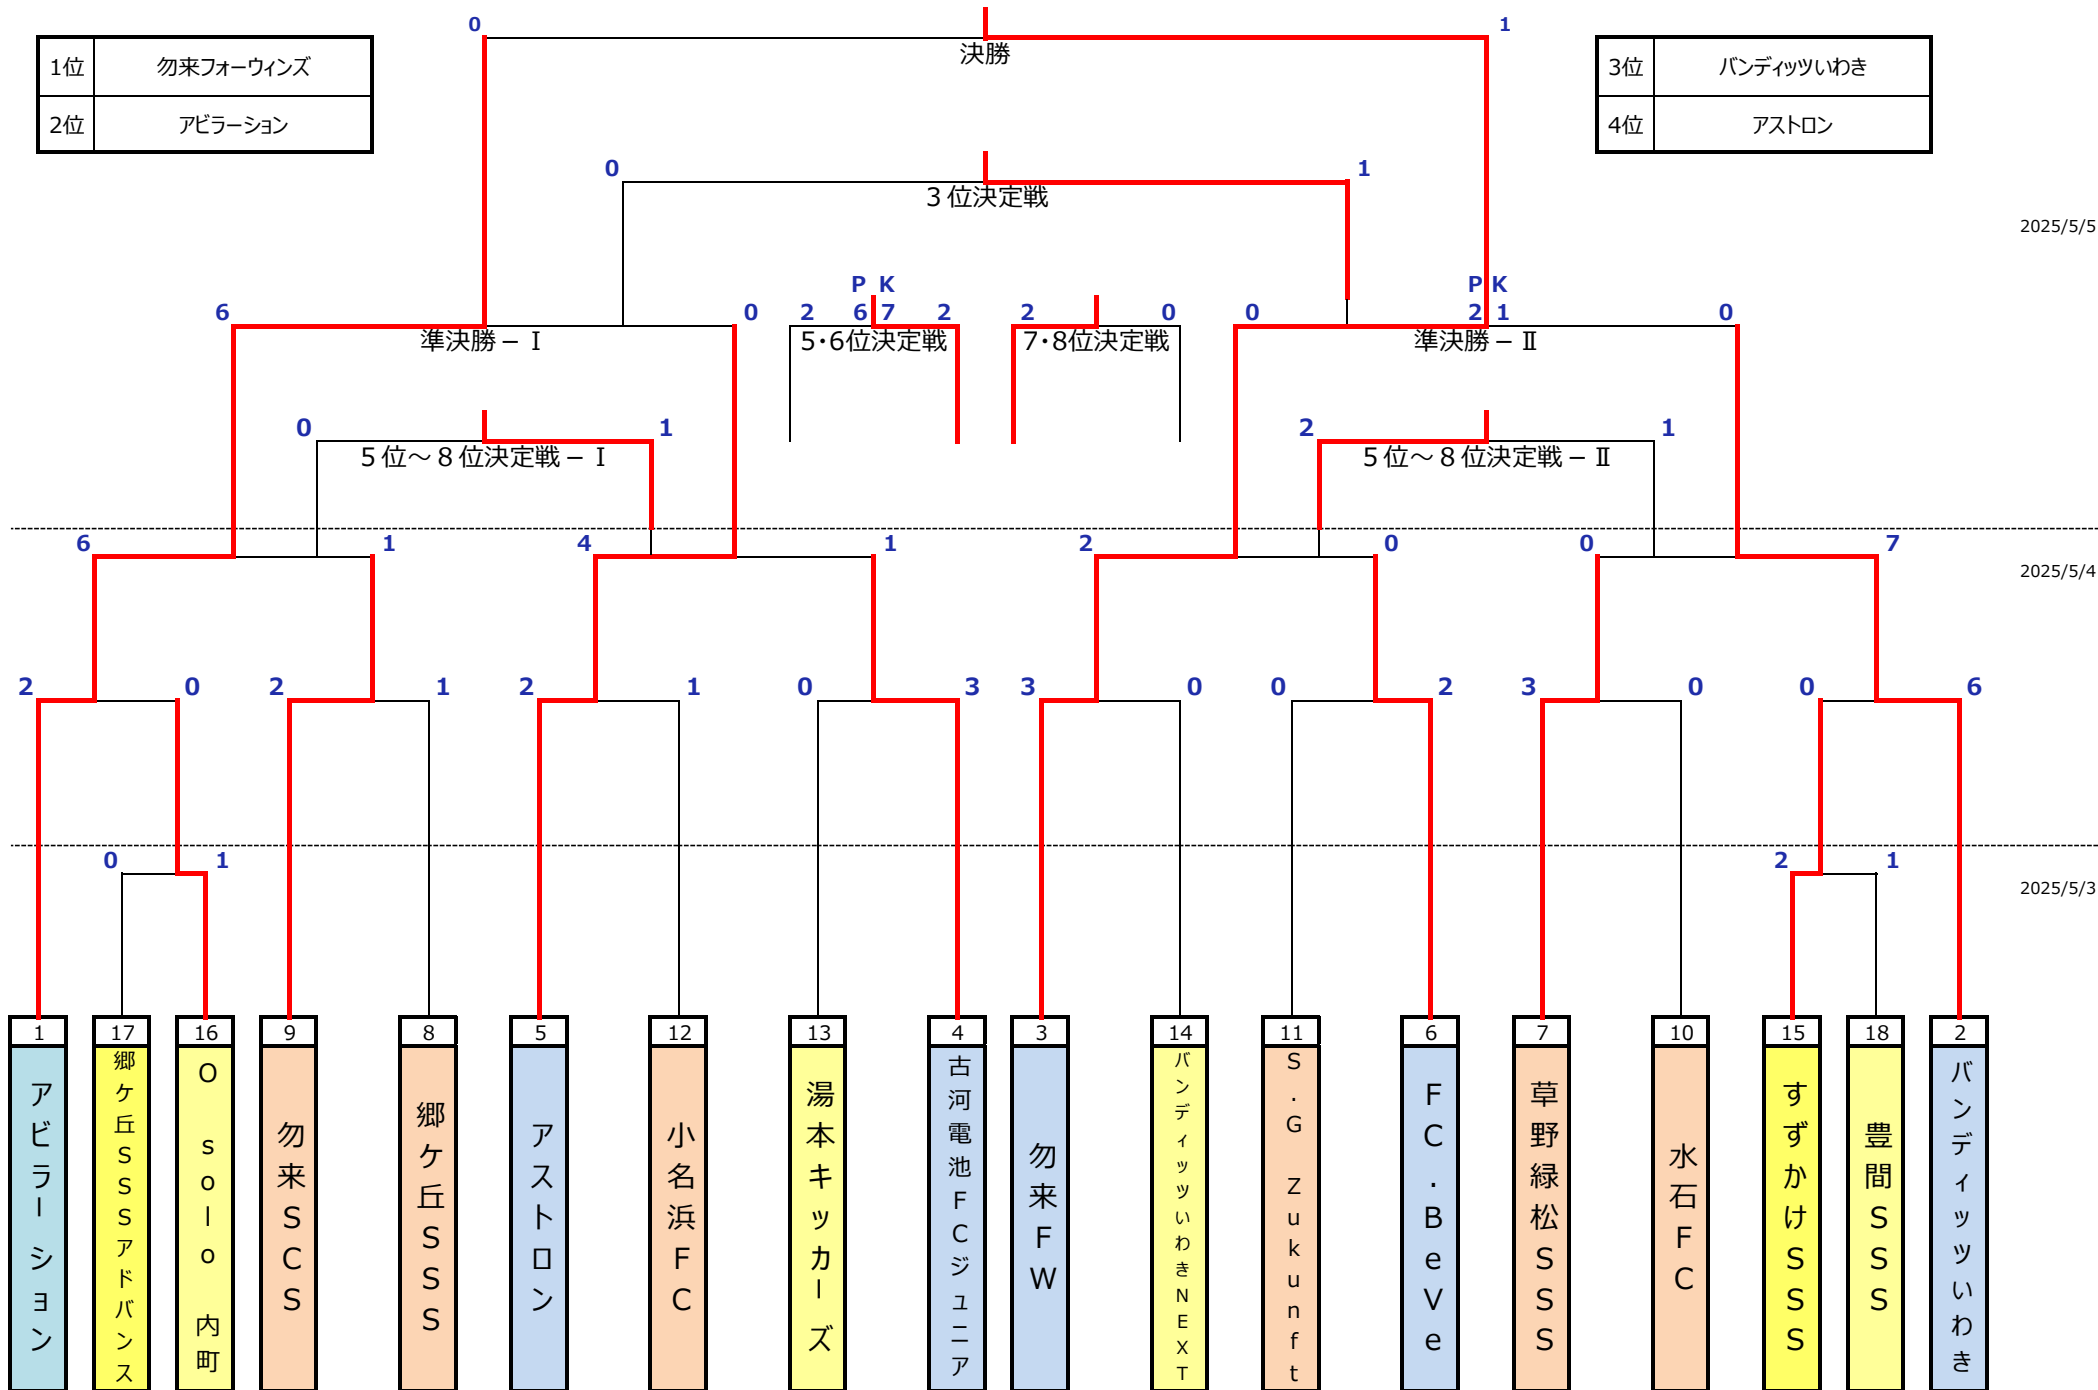 0 1
決勝
1位 勿来フォーウィンズ
2位 アビラーション
3位 バンディッツいわき
4位 アストロン
0 1
３位決定戦
2025/5/5
P K P K
6 0 2 6 7 2 2 0 0 2 1 0
準決勝－Ⅰ 5・6位決定戦 7・8位決定戦 準決勝－Ⅱ
0 1 2 1
５位～８位決定戦－Ⅰ ５位～８位決定戦－Ⅱ
6 1 4 1 2 0 0 7
2025/5/4
2 0 2 1 2 1 0 3 3 0 0 2 3 0 0 6
0 1 2 1
2025/5/3
1 17 16 9 8 5 12 13 4 3 14 11 6 7 10 15 18 2
アビラーション
郷ケ丘SSSアドバンス
O solo 内町
勿来SCS
郷ケ丘SSS
アストロン
小名浜FC
湯本キッカーズ
古河電池FCジュニア
勿来FW
バンディッツいわきNEXT
S.G Zukunft
FC.BeVe
草野緑松SSS
水石FC
すずかけSSS
豊間SSS
バンディッツいわき